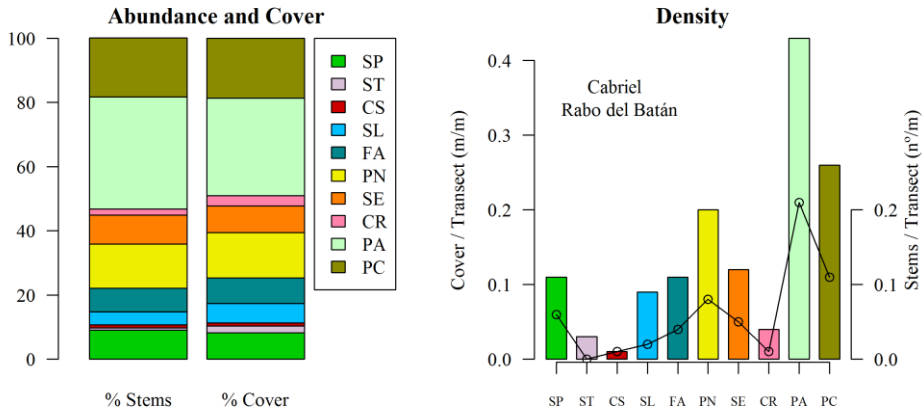 Abundance and Cover
100
80
60
40
20
0
% Stems
% Cover
SP
ST
CS
SL
FA
PN
SE
CR
PA
PC
Density
Cabriel
Rabo del Batán
Cover / Transect (m/m)
0.4
0.3
0.2
0.1
0.0
Stems / Transect (nº/m)
0.2
0.1
0.0
SP ST CS SL FA PN SE CR PA PC